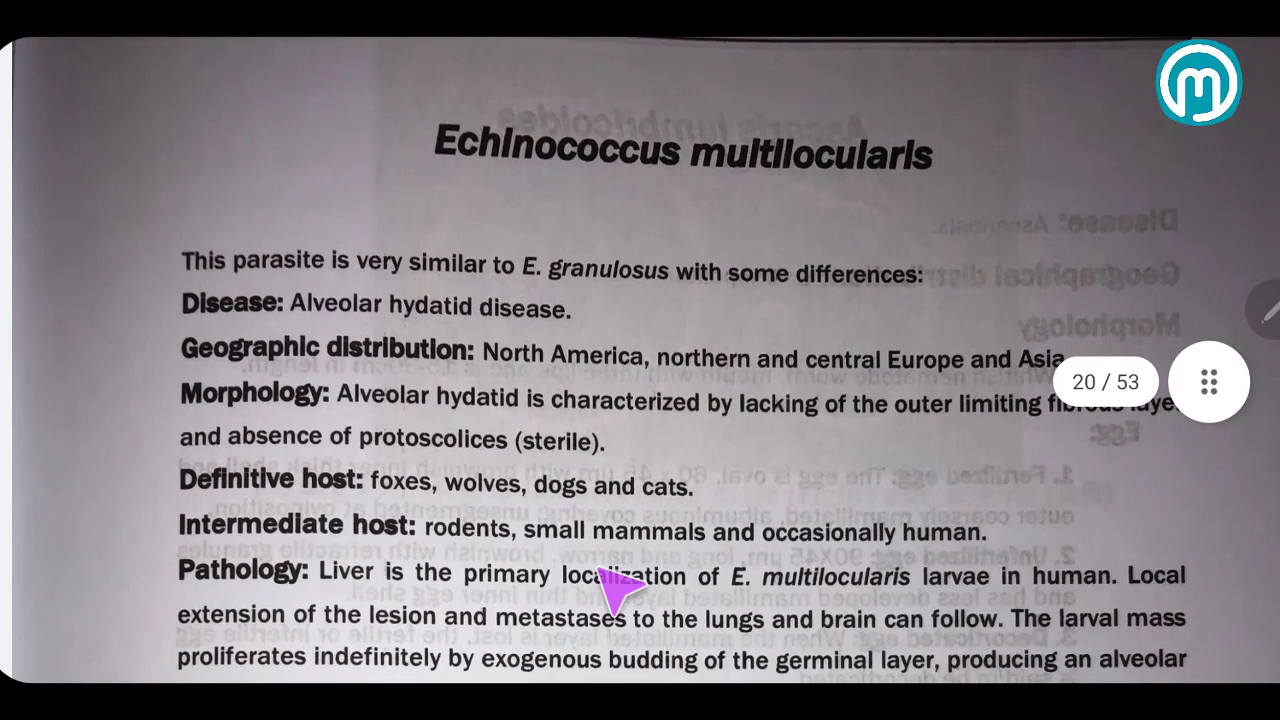 Echinococcus multilocularis
This parasite is very similar to E. granulosus with some differences:
Disease: Alveolar hydatid disease.
Geographic distribution: North America, northern and central Europe and Asia
20 / 53
Morphology: Alveolar hydatid is characterized by lacking of the outer limiting fibrous layer
and absence of protoscolices (sterile).
Definitive host: foxes, wolves, dogs and cats.
Intermediate host: rodents, small mammals and occasionally human.
Pathology: Liver is the primary localization of E. multilocularis larvae in human. Local
extension of the lesion and metastases to the lungs and brain can follow. The larval mass
proliferates indefinitely by exogenous budding of the germinal layer, producing an alveolar